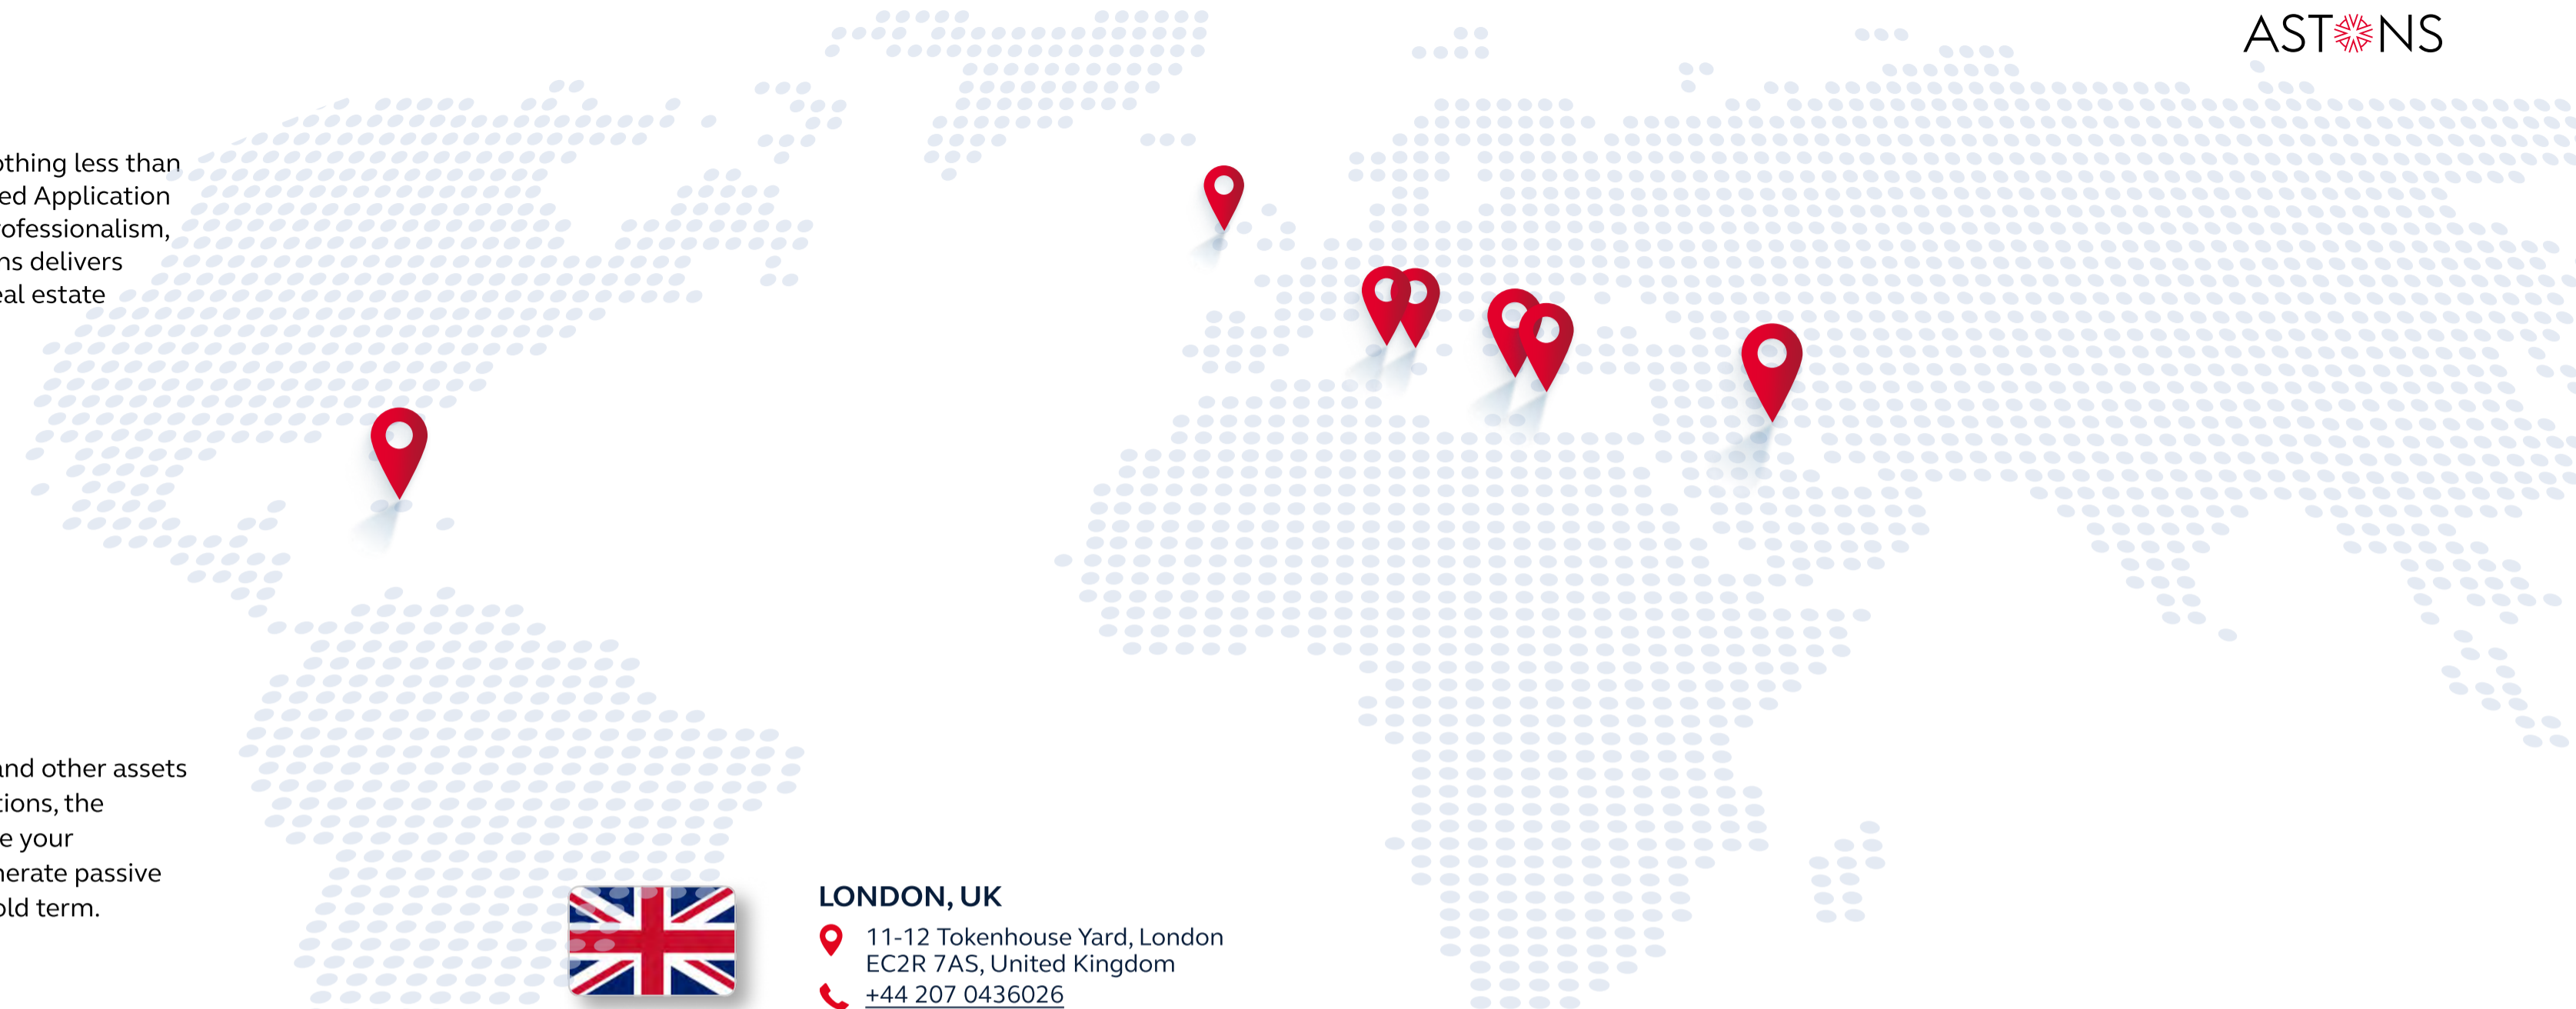 ASTONS
othing less than
ed Application
rofessionalism,
ns delivers
eal estate
and other assets
tions, the
e your
nerate passive
old term.
LONDON, UK
11-12 Tokenhouse Yard, London
EC2R 7AS, United Kingdom
+44 207 0436026